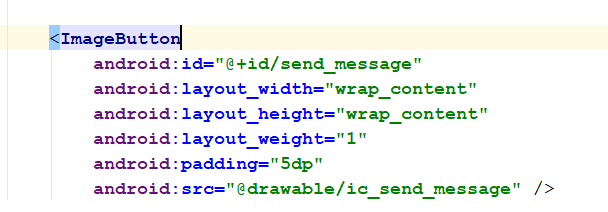 <ImageButton
android:id="@+id/send_message"
android:layout_width="wrap_content"
android:layout_height="wrap_content"
android:layout_weight="1"
android:padding="5dp"
android:src="@drawable/ic_send_message" />